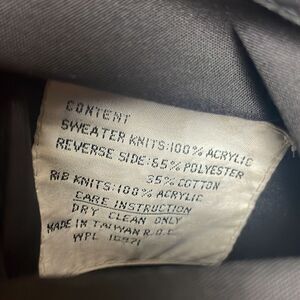 CONTENT
SWEATER KNITS:100% ACRYLIC
REVERSE SIDE:65% POLYESTER
35% COTTON
RIB KNITS:100% ACRYLIC
CARE INSTRUCTION
DRY CLEAN ONLY
MADE IN TAIWAN R.O.C
WPL